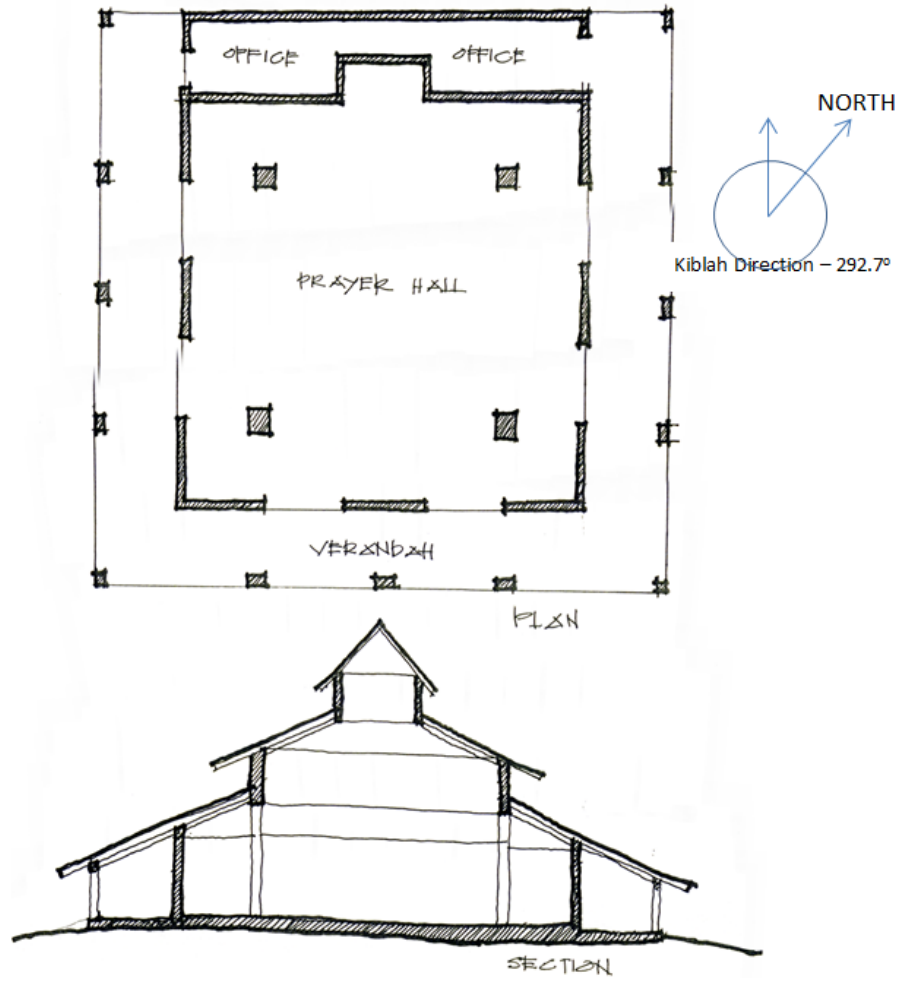 OFFICE
OFFICE
NORTH
Kiblah Direction – 292.7º
PRAYER HALL
VERANDAH
PLAN
SECTION